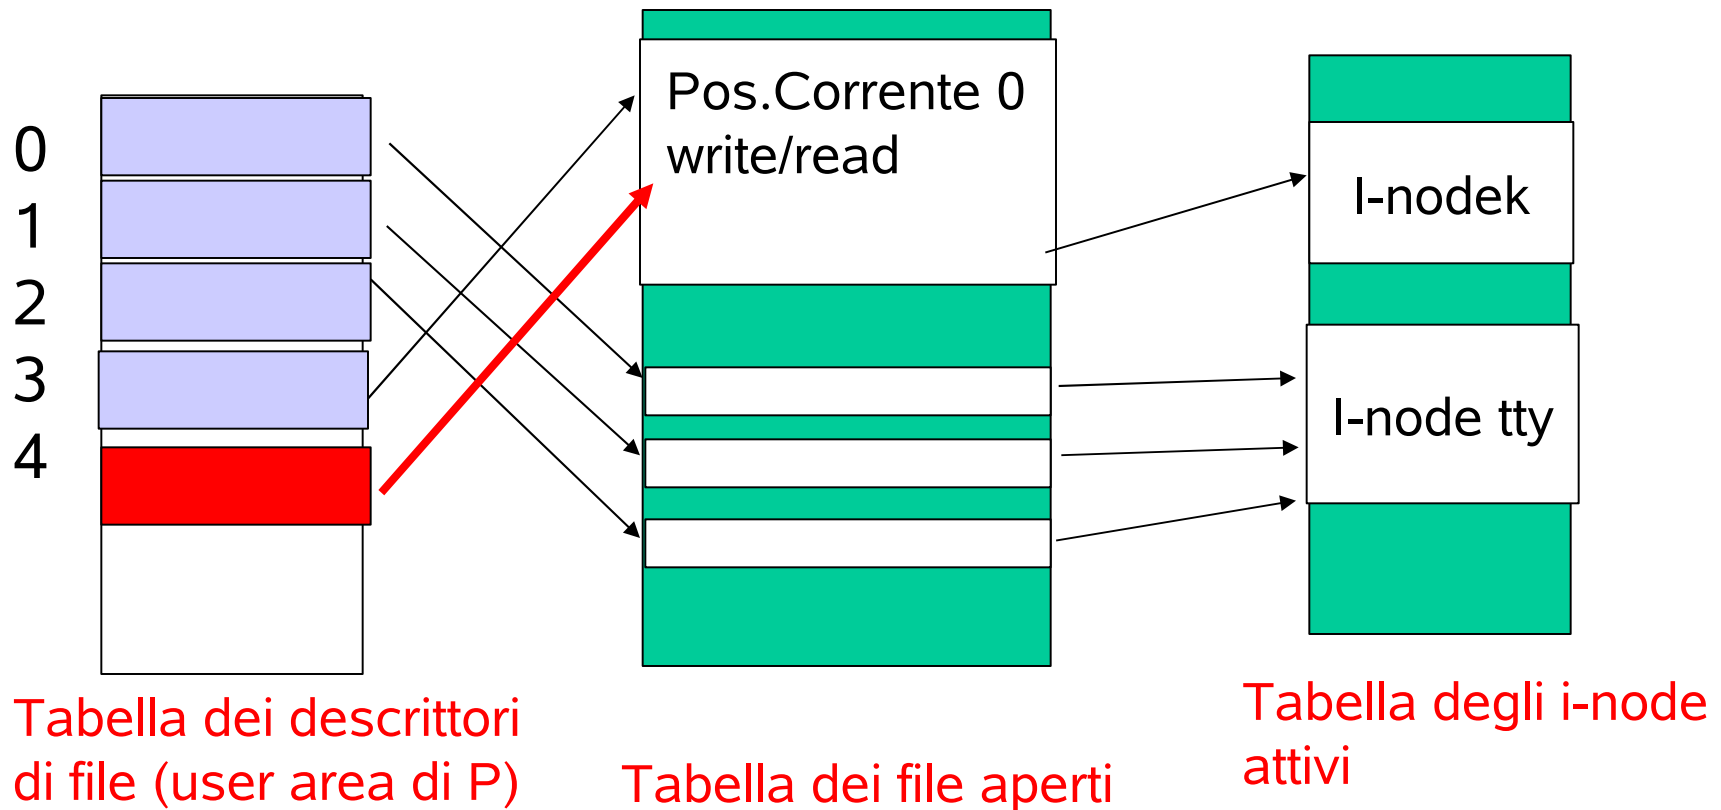 0
1
2
3
4
Pos.Corrente 0
write/read
I-nodek
I-node tty
Tabella dei descrittori
di file (user area di P)
Tabella dei file aperti
Tabella degli i-node
attivi